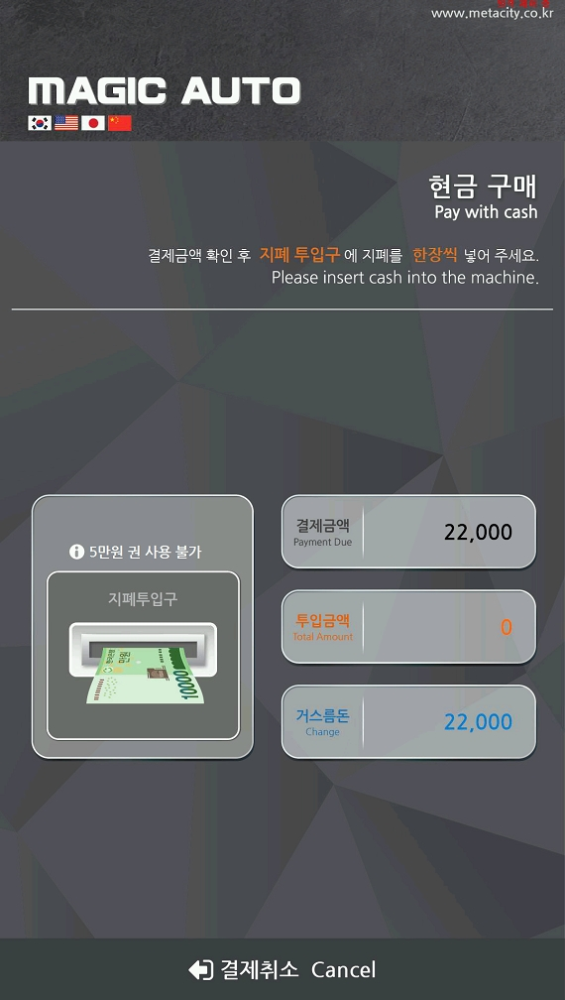 www.metacity.co.kr
MAGIC AUTO
현금 구매
Pay with cash
결제금액 확인 후 지폐 투입구 에 지폐를 한장씩 넣어 주세요.
Please insert cash into the machine.
5만원 권 사용 불가
지폐투입구
만원
10000
결제금액
Payment Due
22,000
투입금액
Total Amount
0
거스름돈
Change
22,000
결제취소 Cancel